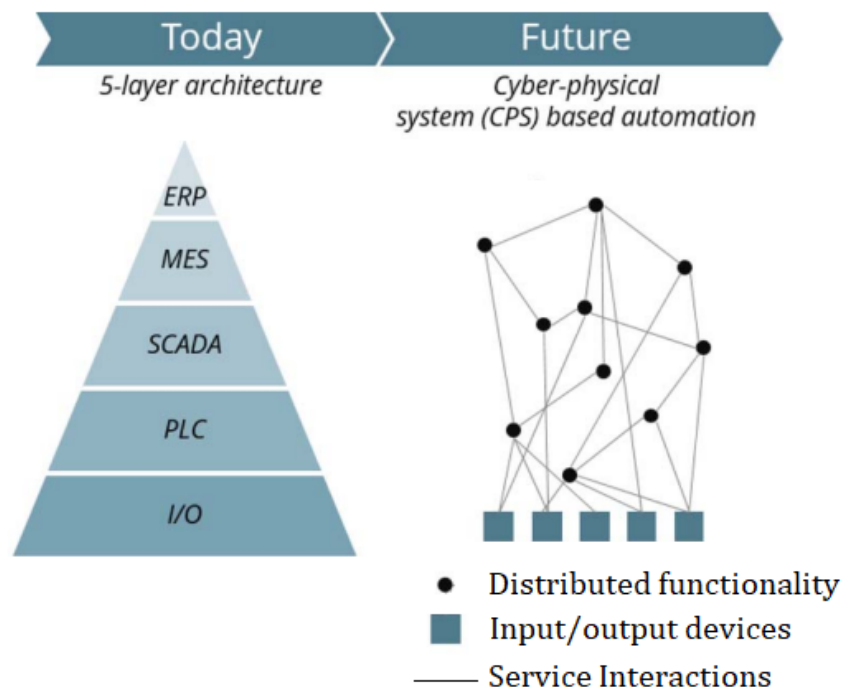 Today
Future
5-layer architecture
Cyber-physical
system (CPS) based automation
ERP
MES
SCADA
PLC
I/O
Distributed functionality
Input/output devices
Service Interactions